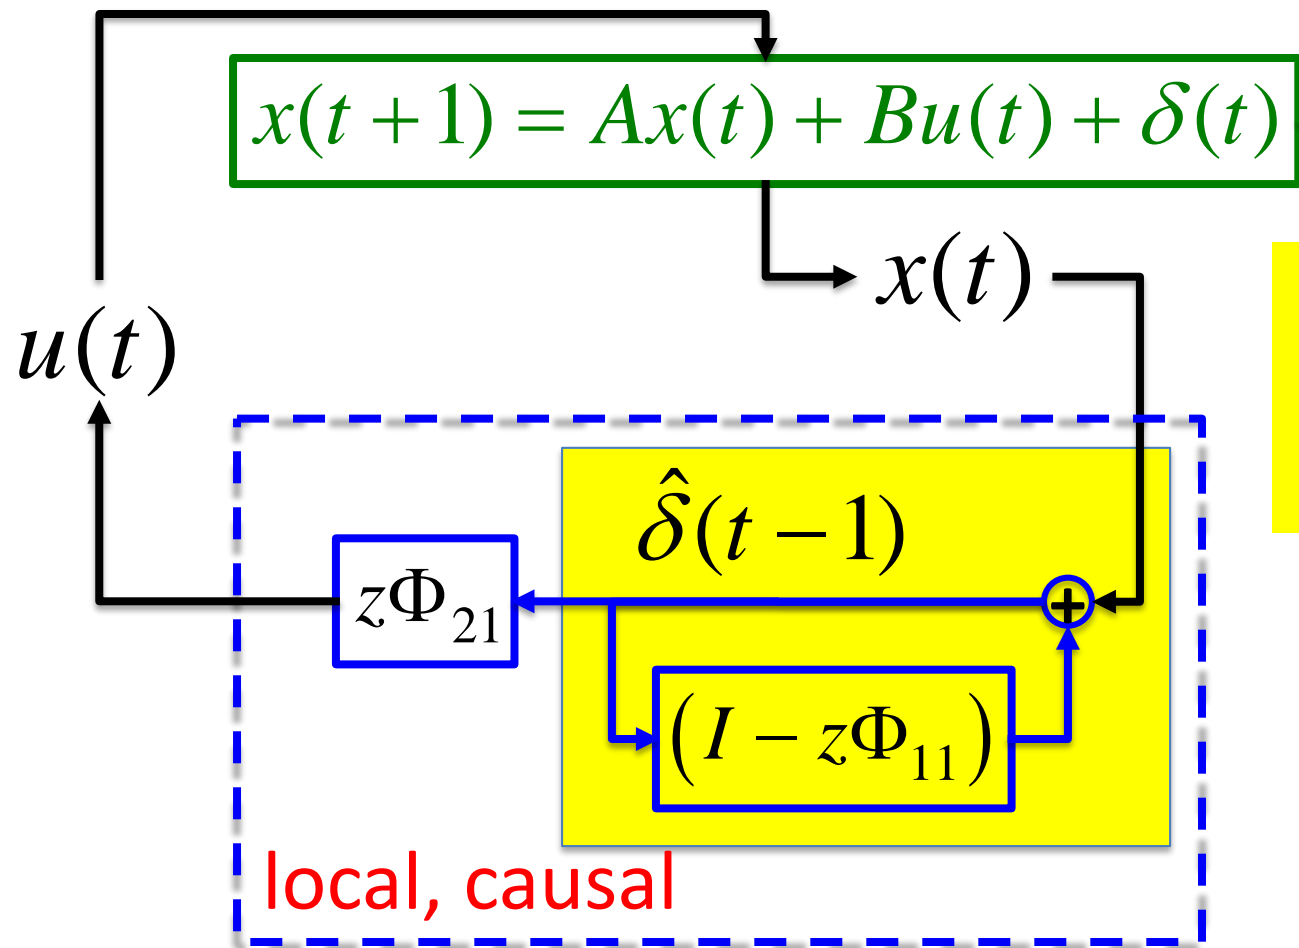 x(t + 1) = Ax(t) + Bu(t) + δ(t)
x(t)
u(t)
δ̂(t − 1)
zΦ₂₁
+
(I − zΦ₁₁)
local, causal